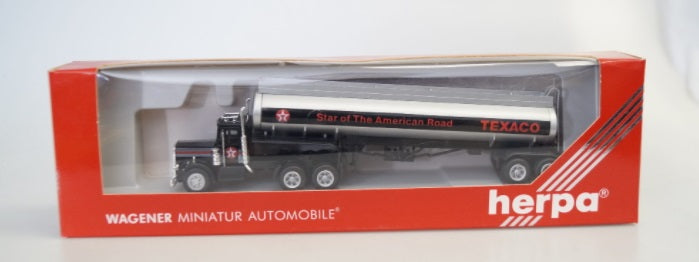 Star of The American Road
TEXACO
WAGENER MINIATUR AUTOMOBILE®
herpa®